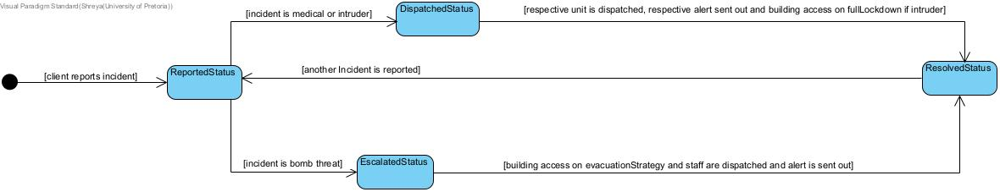 Visual Paradigm Standard(Shreya(University of Pretoria))
[incident is medical or intruder]
DispatchedStatus
[respective unit is dispatched, respective alert sent out and building access on fullLockdown if intruder]
[client reports incident]
ReportedStatus
[another Incident is reported]
ResolvedStatus
[incident is bomb threat]
EscalatedStatus
[building access on evacuationStrategy and staff are dispatched and alert is sent out]